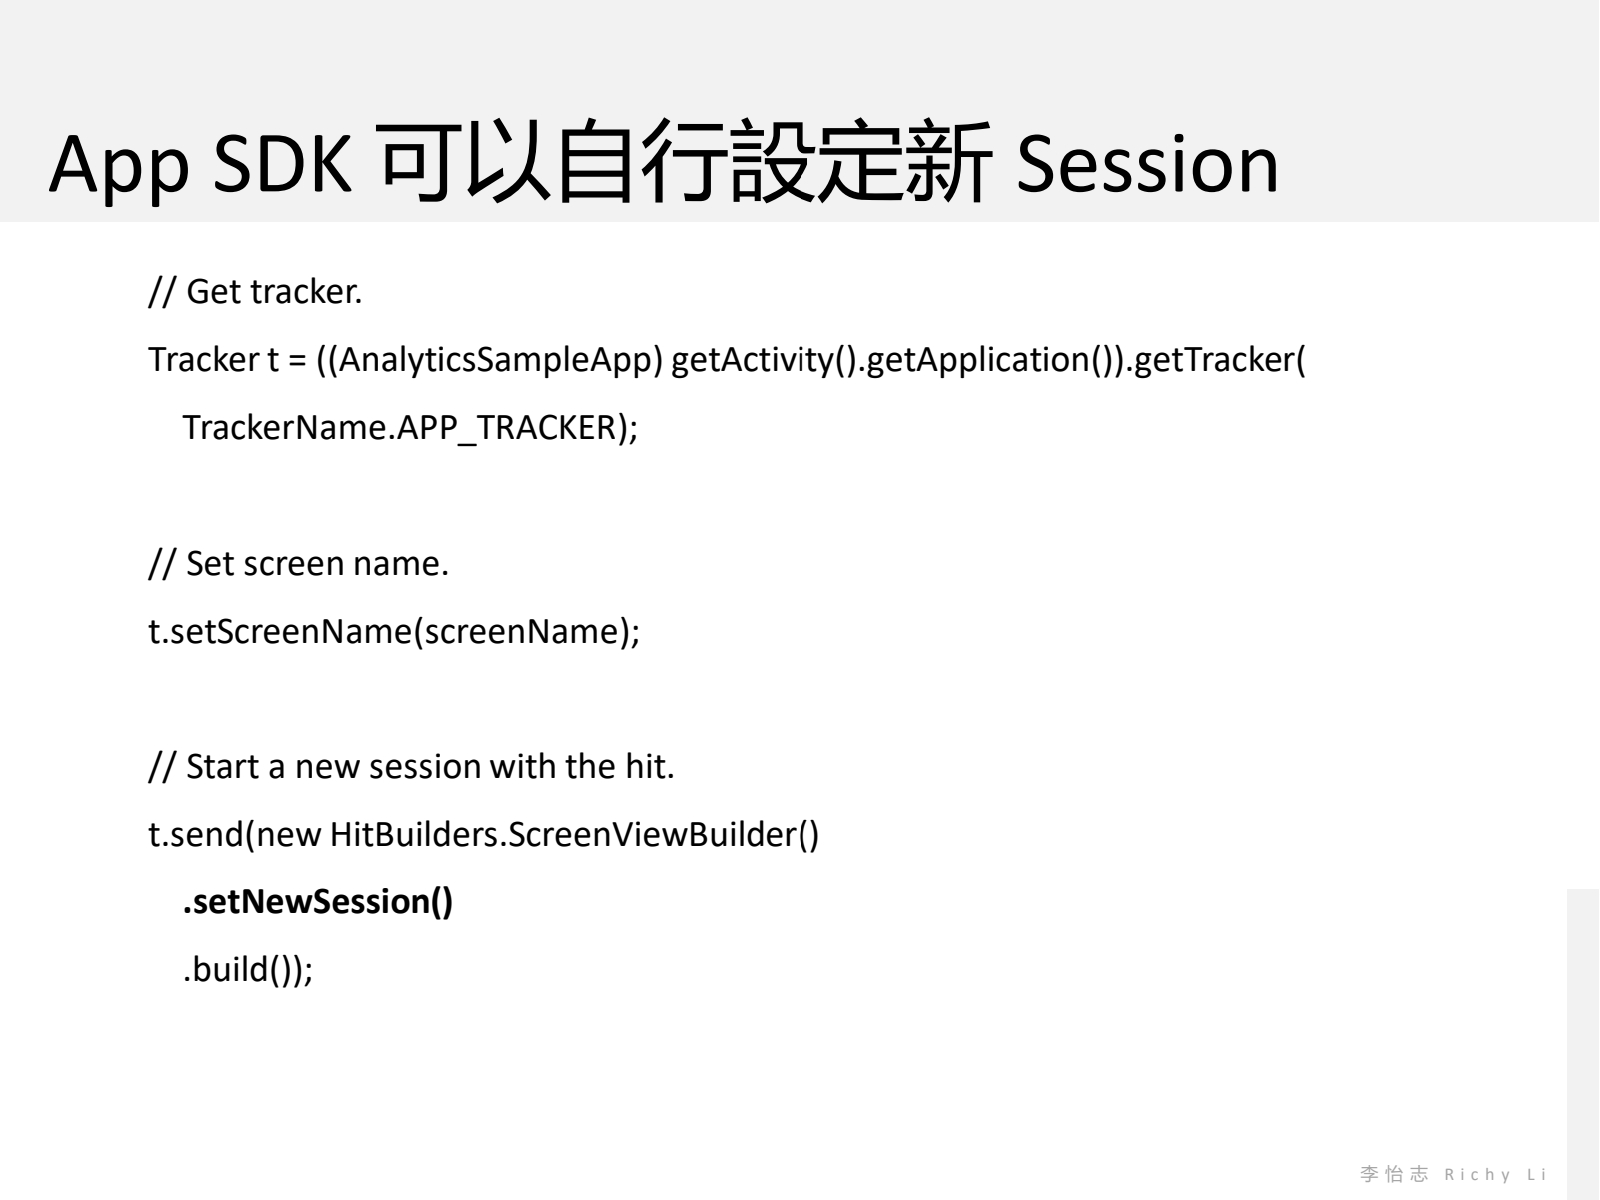 App SDK 可以自行設定新 Session
// Get tracker.
Tracker t = ((AnalyticsSampleApp) getActivity().getApplication()).getTracker(
TrackerName.APP_TRACKER);
// Set screen name.
t.setScreenName(screenName);
// Start a new session with the hit.
t.send(new HitBuilders.ScreenViewBuilder()
.setNewSession()
.build());
李怡志 Richy Li